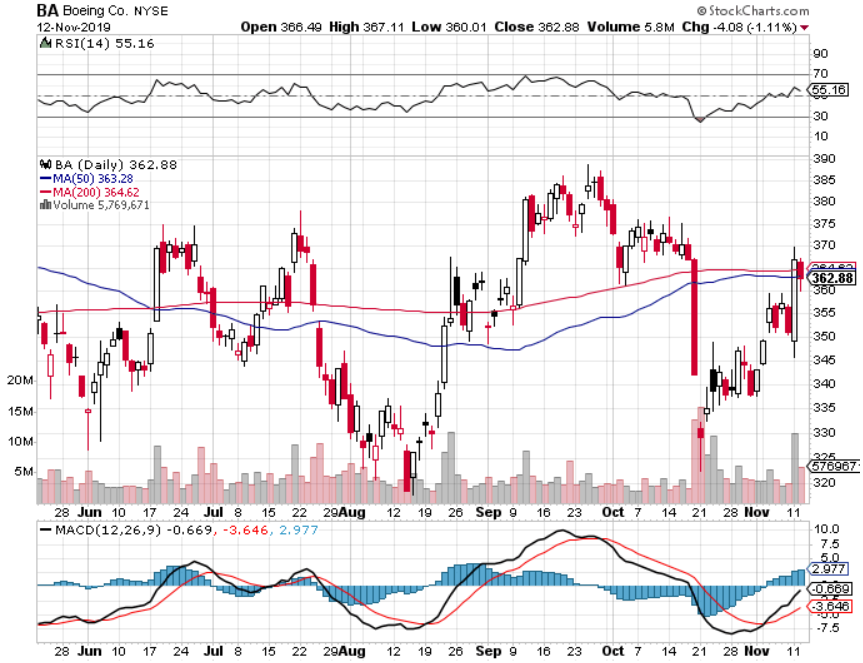 BA Boeing Co. NYSE © StockCharts.com
12-Nov-2019 Open 366.49 High 367.11 Low 360.01 Close 362.88 Volume 5.8M Chg -4.08 (-1.11%)
RSI(14) 55.16
90
70
55.16
30
10
BA (Daily) 362.88
MA(50) 363.28
MA(200) 364.62
Volume 5,769,671
390
385
380
375
370
362.88
360
355
350
345
340
335
330
325
320
20M
15M
10M
5M
576967
28 Jun 10 17 24 Jul 8 15 22 29 Aug 12 19 26 Sep 9 16 23 Oct 7 14 21 28 Nov 11
MACD(12,26,9) -0.669, -3.646, 2.977
10.0
7.5
5.0
2.977
-0.669
-3.646
-7.5
28 Jun 10 17 24 Jul 8 15 22 29 Aug 12 19 26 Sep 9 16 23 Oct 7 14 21 28 Nov 11